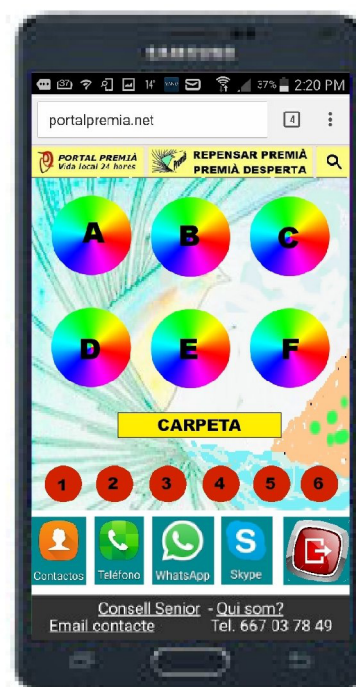 SAMSUNG
37% 2:20 PM
portalpremia.net
4
PORTAL PREMIÀ
Vida local 24 hores
REPENSAR PREMIÀ
PREMIÀ DESPERTA
A B C
D E F
CARPETA
1 2 3 4 5 6
S
Contactos Teléfono WhatsApp Skype
Consell Senior - Qui som?
Email contacte Tel. 667 03 78 49